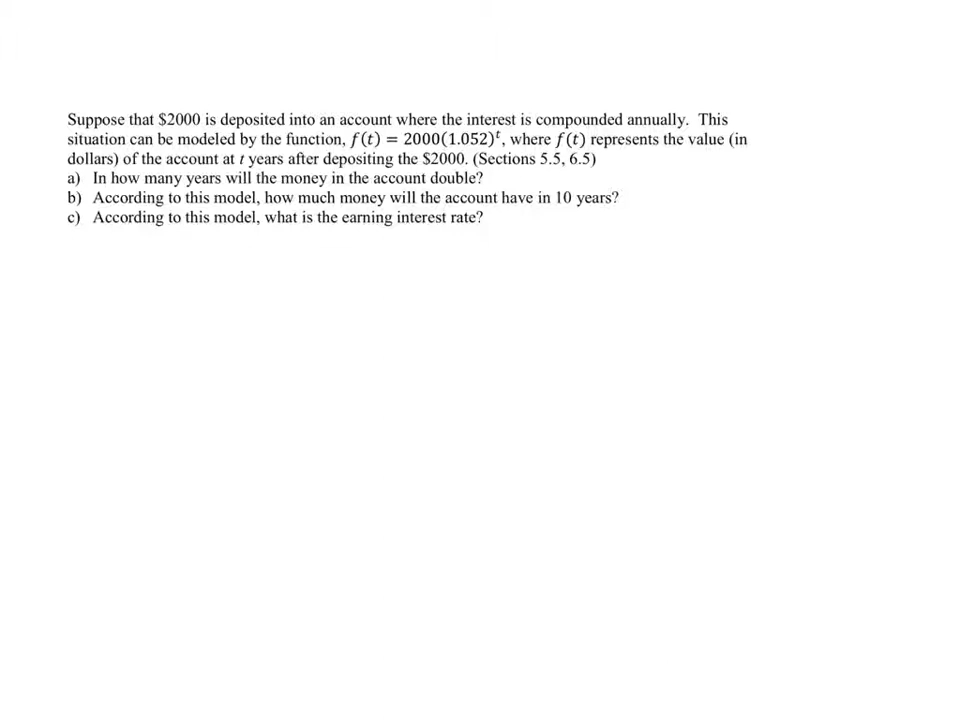 Suppose that $2000 is deposited into an account where the interest is compounded annually.  This
situation can be modeled by the function, f(t) = 2000(1.052)^t, where f(t) represents the value (in
dollars) of the account at t years after depositing the $2000. (Sections 5.5, 6.5)
a) In how many years will the money in the account double?
b) According to this model, how much money will the account have in 10 years?
c) According to this model, what is the earning interest rate?